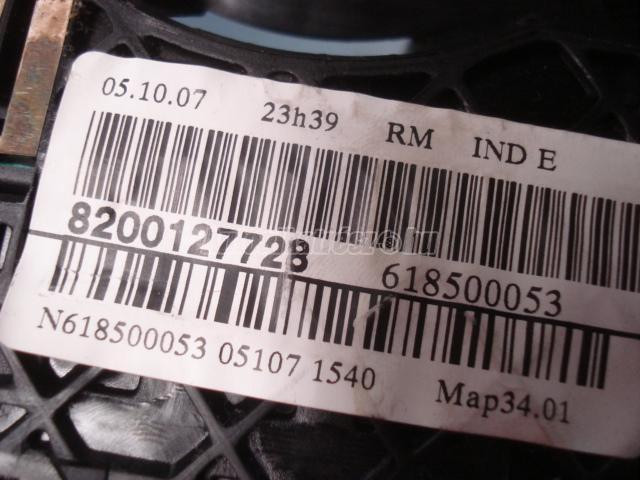 05.10.07 23h39 RM IND E
8200127728
618500053
N618500053 05107 1540
Map34.01